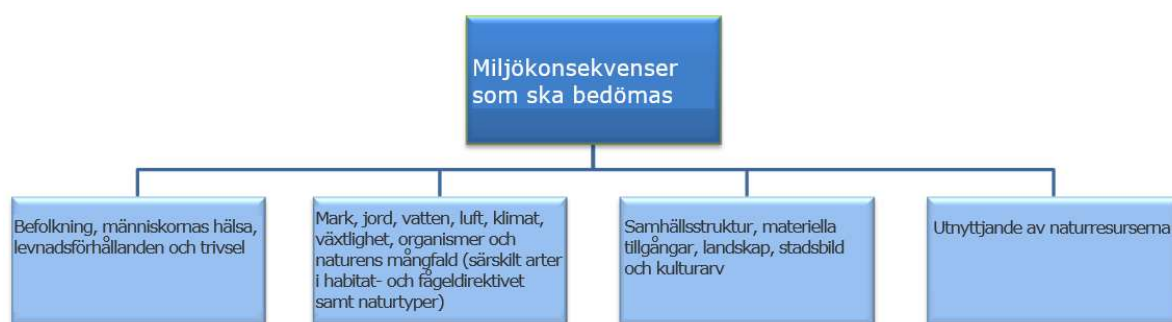 Miljökonsekvenser
som ska bedömas
Befolkning, människornas hälsa,
levnadsförhållanden och trivsel
Mark, jord, vatten, luft, klimat,
växtlighet, organismer och
naturens mångfald (särskilt arter
i habitat- och fågeldirektivet
samt naturtyper)
Samhällsstruktur, materiella
tillgångar, landskap, stadsbild
och kulturarv
Utnyttjande av naturresurserna